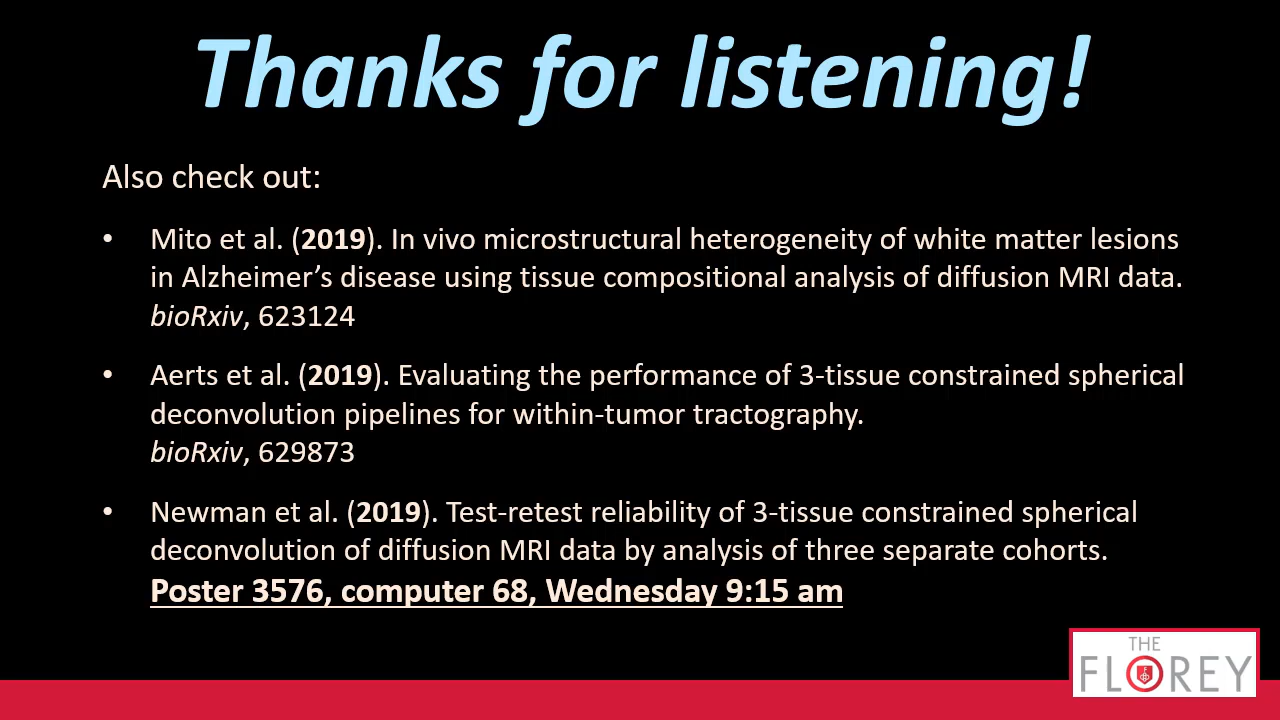 Thanks for listening!
Also check out:
• Mito et al. (2019). In vivo microstructural heterogeneity of white matter lesions
in Alzheimer’s disease using tissue compositional analysis of diffusion MRI data.
bioRxiv, 623124
• Aerts et al. (2019). Evaluating the performance of 3-tissue constrained spherical
deconvolution pipelines for within-tumor tractography.
bioRxiv, 629873
• Newman et al. (2019). Test-retest reliability of 3-tissue constrained spherical
deconvolution of diffusion MRI data by analysis of three separate cohorts.
Poster 3576, computer 68, Wednesday 9:15 am
THE
FLOREY